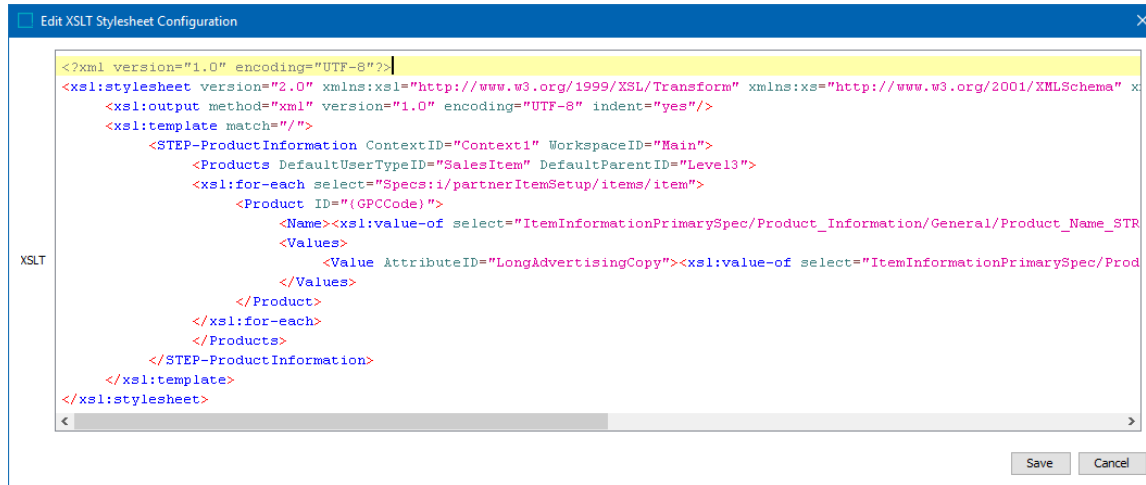 Edit XSLT Stylesheet Configuration
<?xml version="1.0" encoding="UTF-8"?>
<xsl:stylesheet version="2.0" xmlns:xsl="http://www.w3.org/1999/XSL/Transform" xmlns:xs="http://www.w3.org/2001/XMLSchema" x
<xsl:output method="xml" version="1.0" encoding="UTF-8" indent="yes"/>
<xsl:template match="/">
<STEP-ProductInformation ContextID="Context1" WorkspaceID="Main">
<Products DefaultUserTypeID="SalesItem" DefaultParentID="Level3">
<xsl:for-each select="Specs:i/partnerItemSetup/items/item">
<Product ID="{GPCCode}">
<Name><xsl:value-of select="ItemInformationPrimarySpec/Product_Information/General/Product_Name_STR
<Values>
XSLT <Value AttributeID="LongAdvertisingCopy"><xsl:value-of select="ItemInformationPrimarySpec/Prod
</Values>
</Product>
</xsl:for-each>
</Products>
</STEP-ProductInformation>
</xsl:template>
</xsl:stylesheet>
Save Cancel